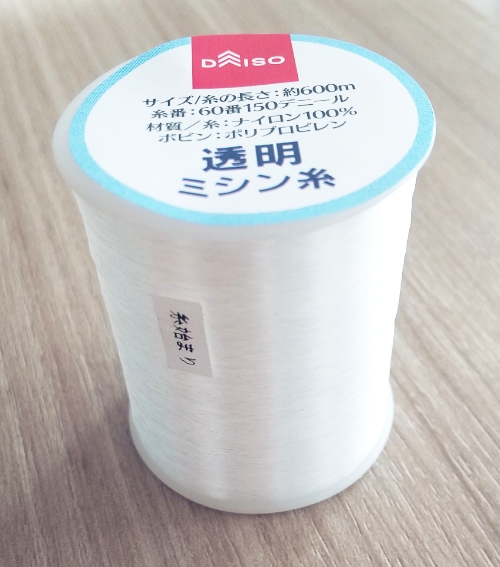 DAISO
サイズ/糸の長さ:約600m
糸番:60番150デニール
材質/糸:ナイロン100%
ボビン:ポリプロピレン
透明
ミシン糸
糸始まり